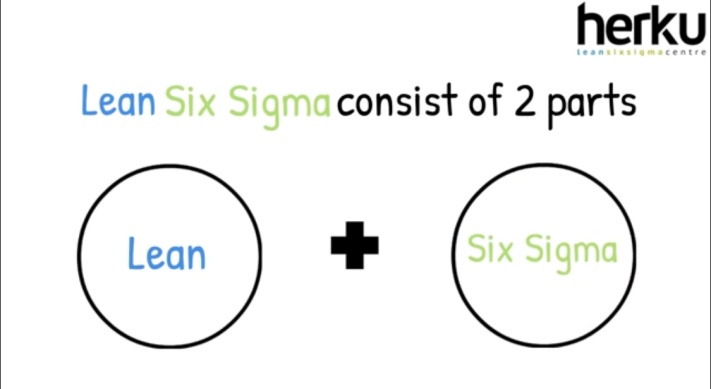 herku
leansixsigmacentre
Lean Six Sigma consist of 2 parts
Lean
+
Six Sigma